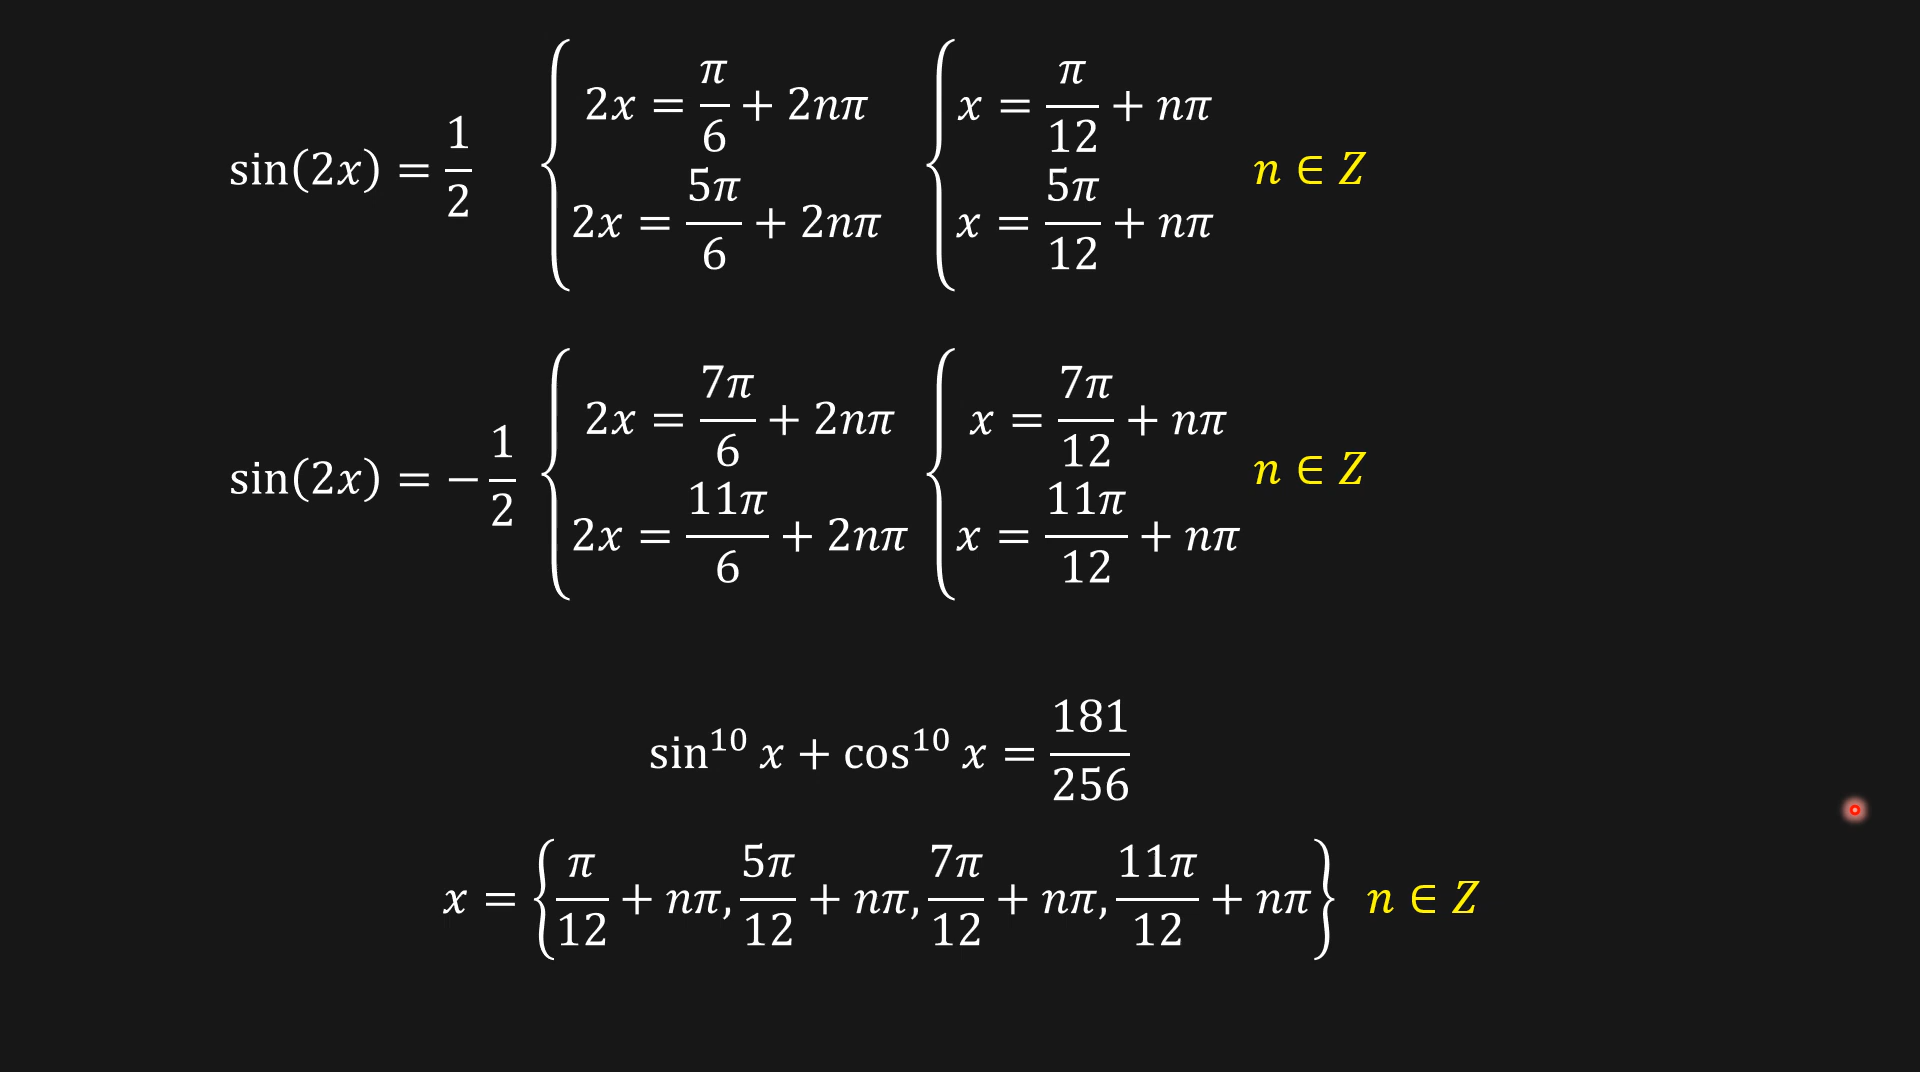 sin(2x) = 1/2 { 2x = π/6 + 2nπ { x = π/12 + nπ n ∈ Z
2x = 5π/6 + 2nπ x = 5π/12 + nπ
sin(2x) = −1/2 { 2x = 7π/6 + 2nπ { x = 7π/12 + nπ n ∈ Z
2x = 11π/6 + 2nπ x = 11π/12 + nπ
sin¹⁰ x + cos¹⁰ x = 181/256
x = {π/12 + nπ, 5π/12 + nπ, 7π/12 + nπ, 11π/12 + nπ} n ∈ Z